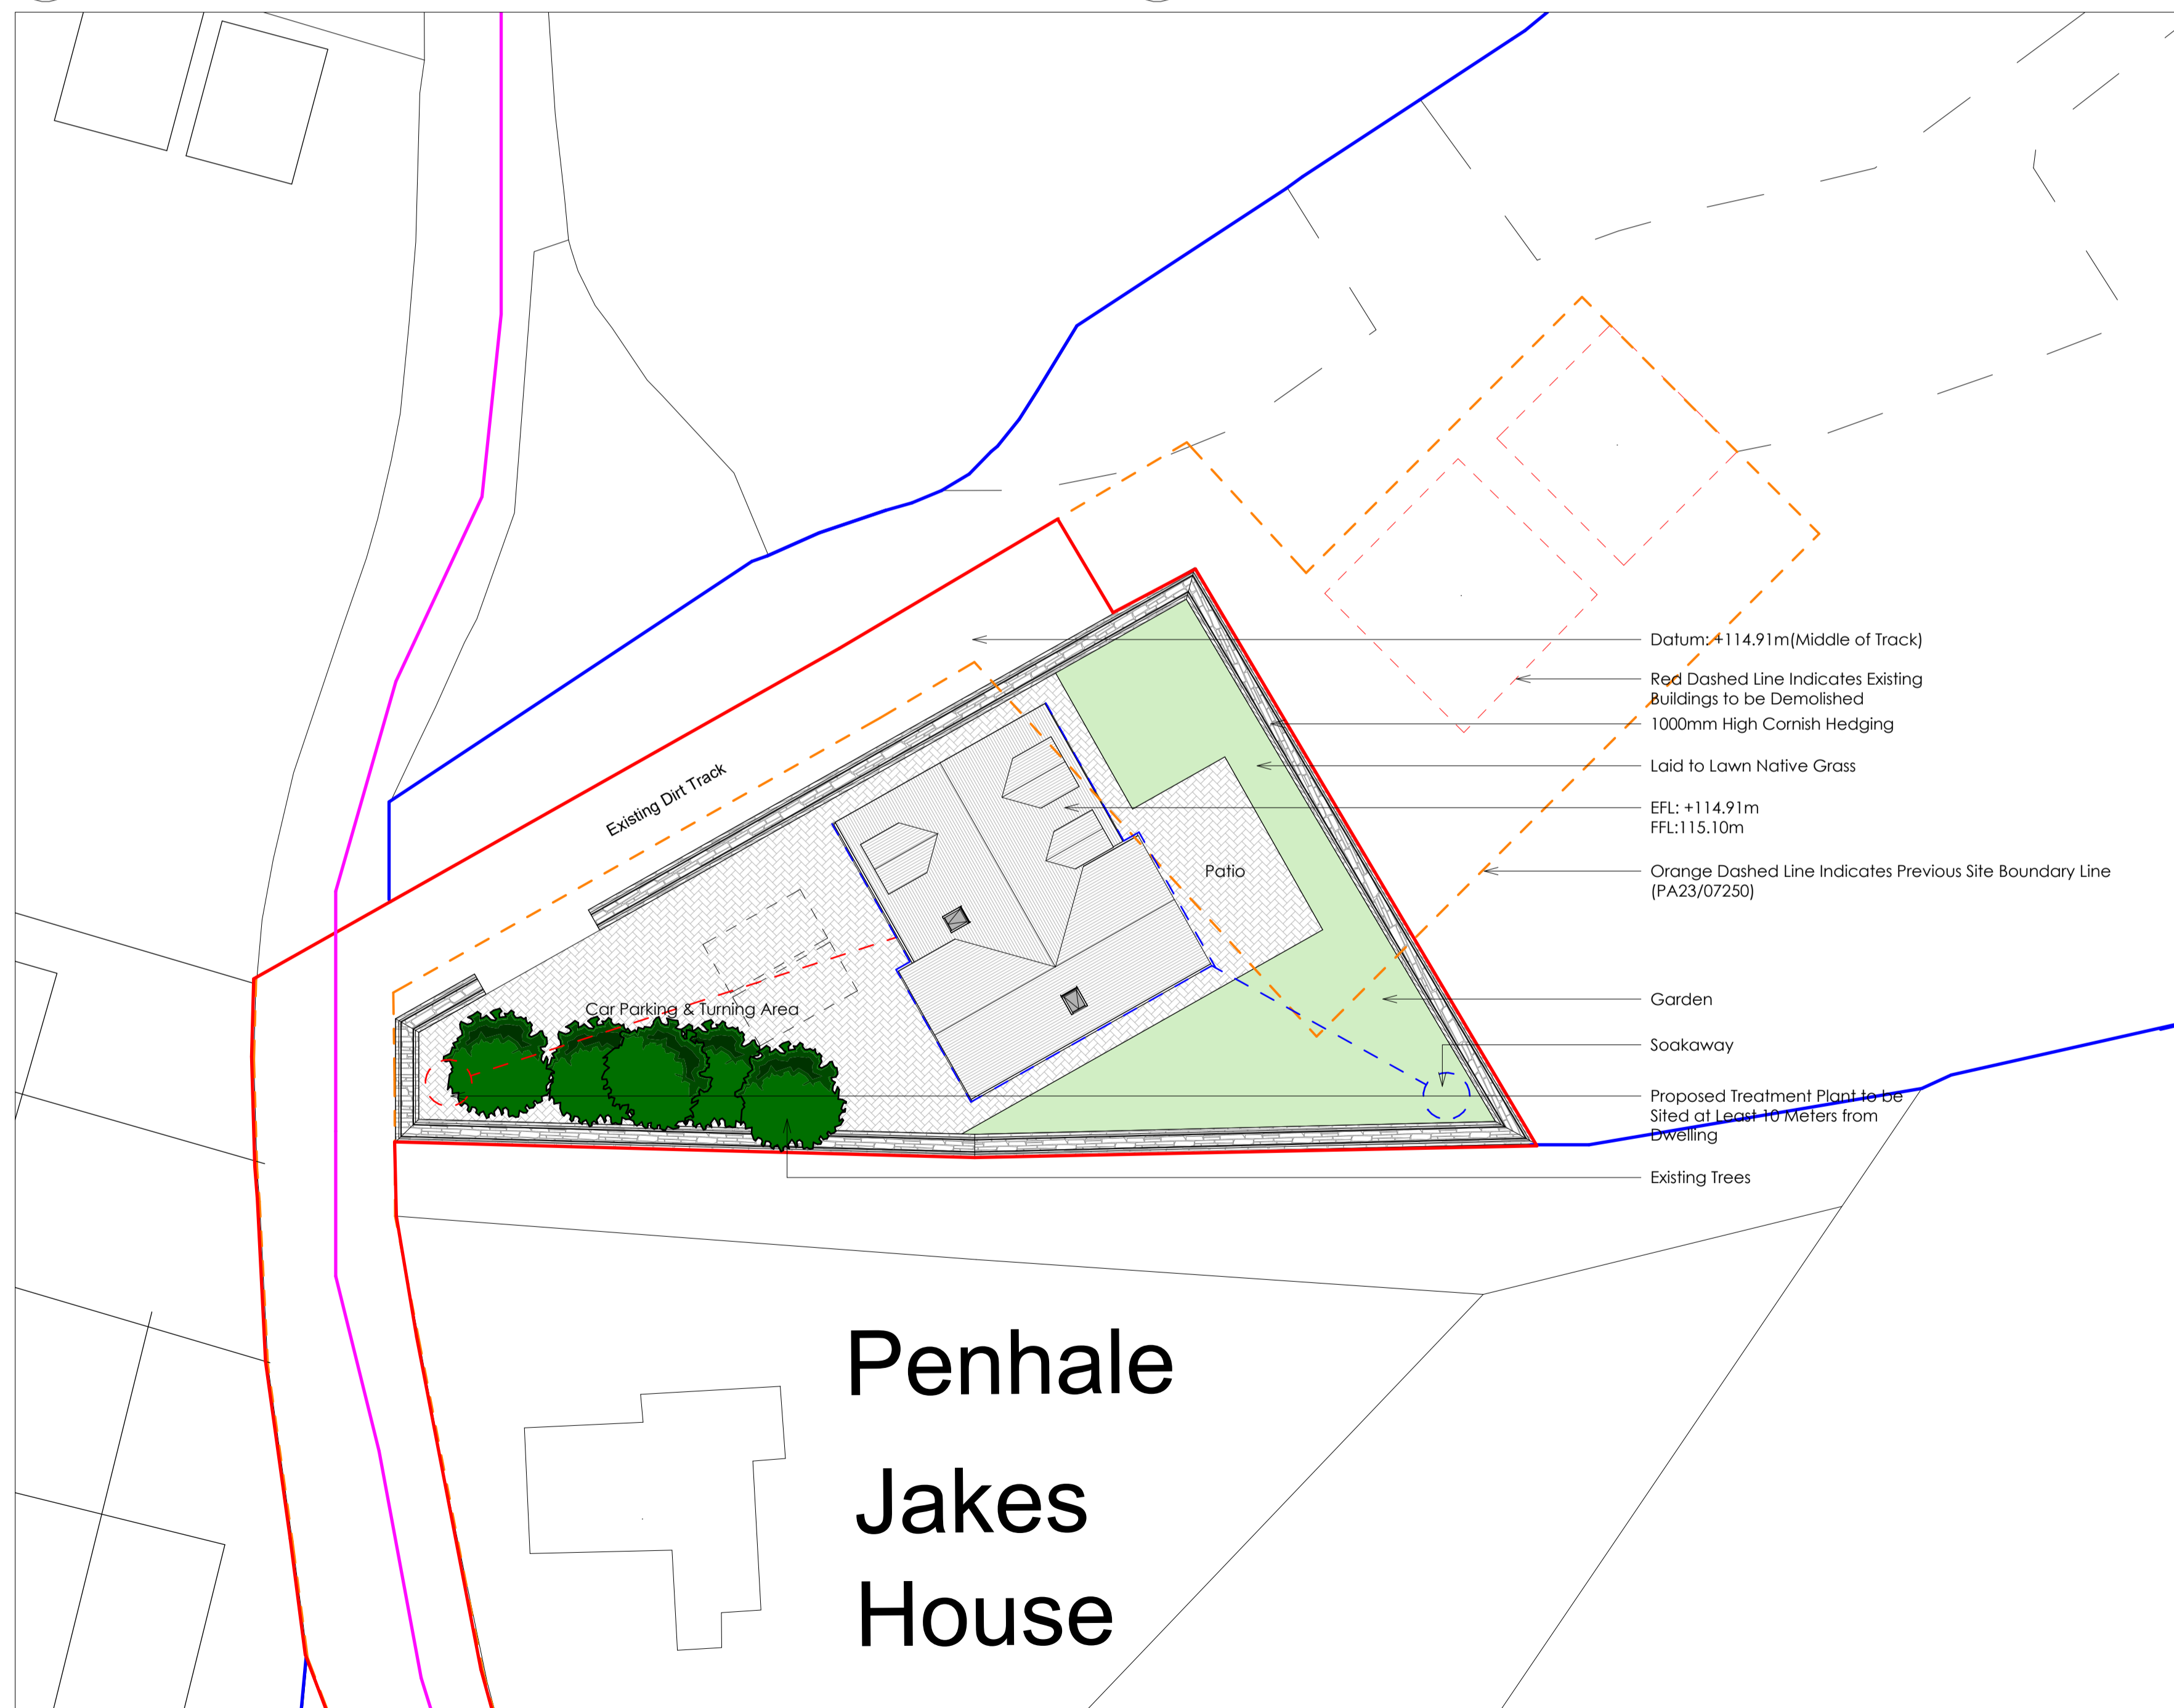 Datum: +114.91m(Middle of Track)
Red Dashed Line Indicates Existing
Buildings to be Demolished
1000mm High Cornish Hedging
Laid to Lawn Native Grass
EFL: +114.91m
FFL:115.10m
Existing Dirt Track
Patio
Orange Dashed Line Indicates Previous Site Boundary Line
(PA23/07250)
Garden
Car Parking & Turning Area
Soakaway
Proposed Treatment Plant to be
Sited at Least 10 Meters from
Dwelling
Existing Trees
Penhale
Jakes
House